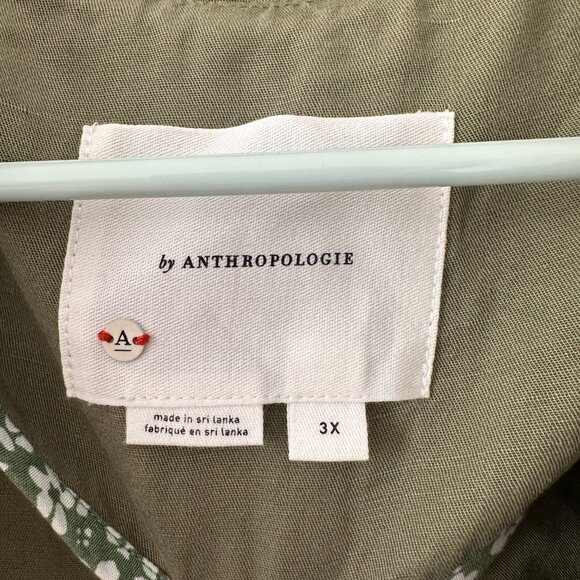 by ANTHROPOLOGIE
A
made in sri lanka
fabriqué en sri lanka
3X